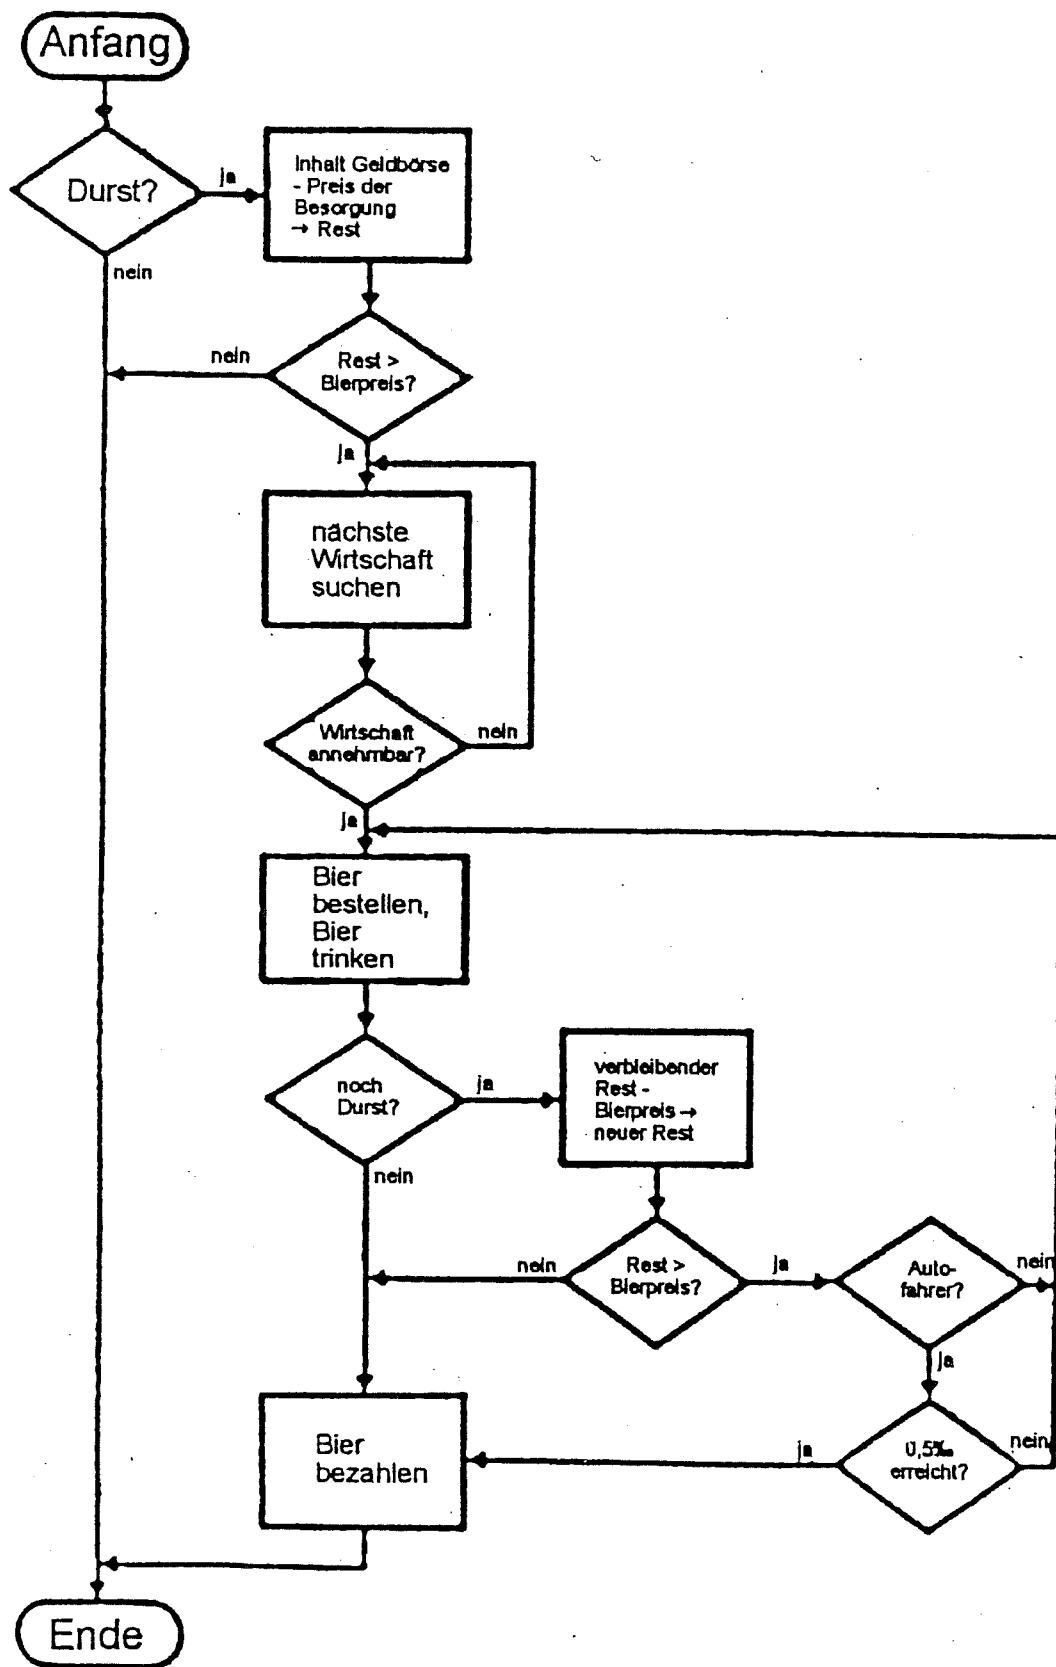 Anfang
Durst?
ja
Inhalt Geldbörse
- Preis der
Besorgung
→ Rest
nein
nein
Rest >
Bierpreis?
ja
nächste
Wirtschaft
suchen
Wirtschaft
annehmbar?
nein
ja
Bier
bestellen,
Bier
trinken
noch
Durst?
ja
verbleibender
Rest -
Bierpreis →
neuer Rest
nein
nein
Rest >
Bierpreis?
ja
Auto-
fahrer?
nein
ja
Bier
bezahlen
ja
0,5‰
erreicht?
nein
Ende